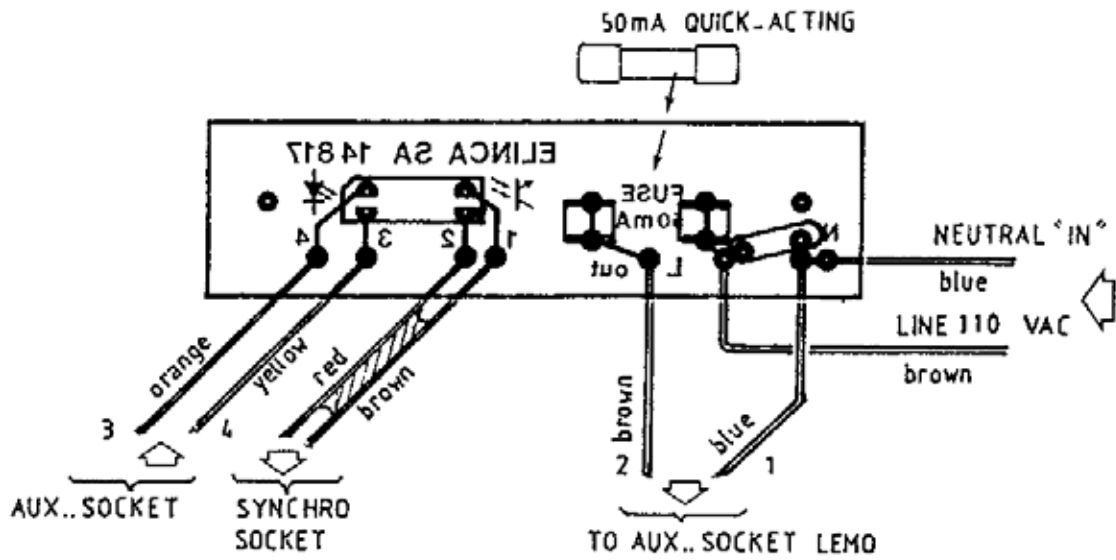 50mA QUICK-ACTING
ELINCA SA 14817
FUSE
50mA
4 3 2 1
out L N
NEUTRAL "IN"
blue
LINE 110 VAC
brown
orange
yellow
red
brown
brown
blue
3 4
2 1
AUX.. SOCKET
SYNCHRO
SOCKET
TO AUX.. SOCKET LEMO